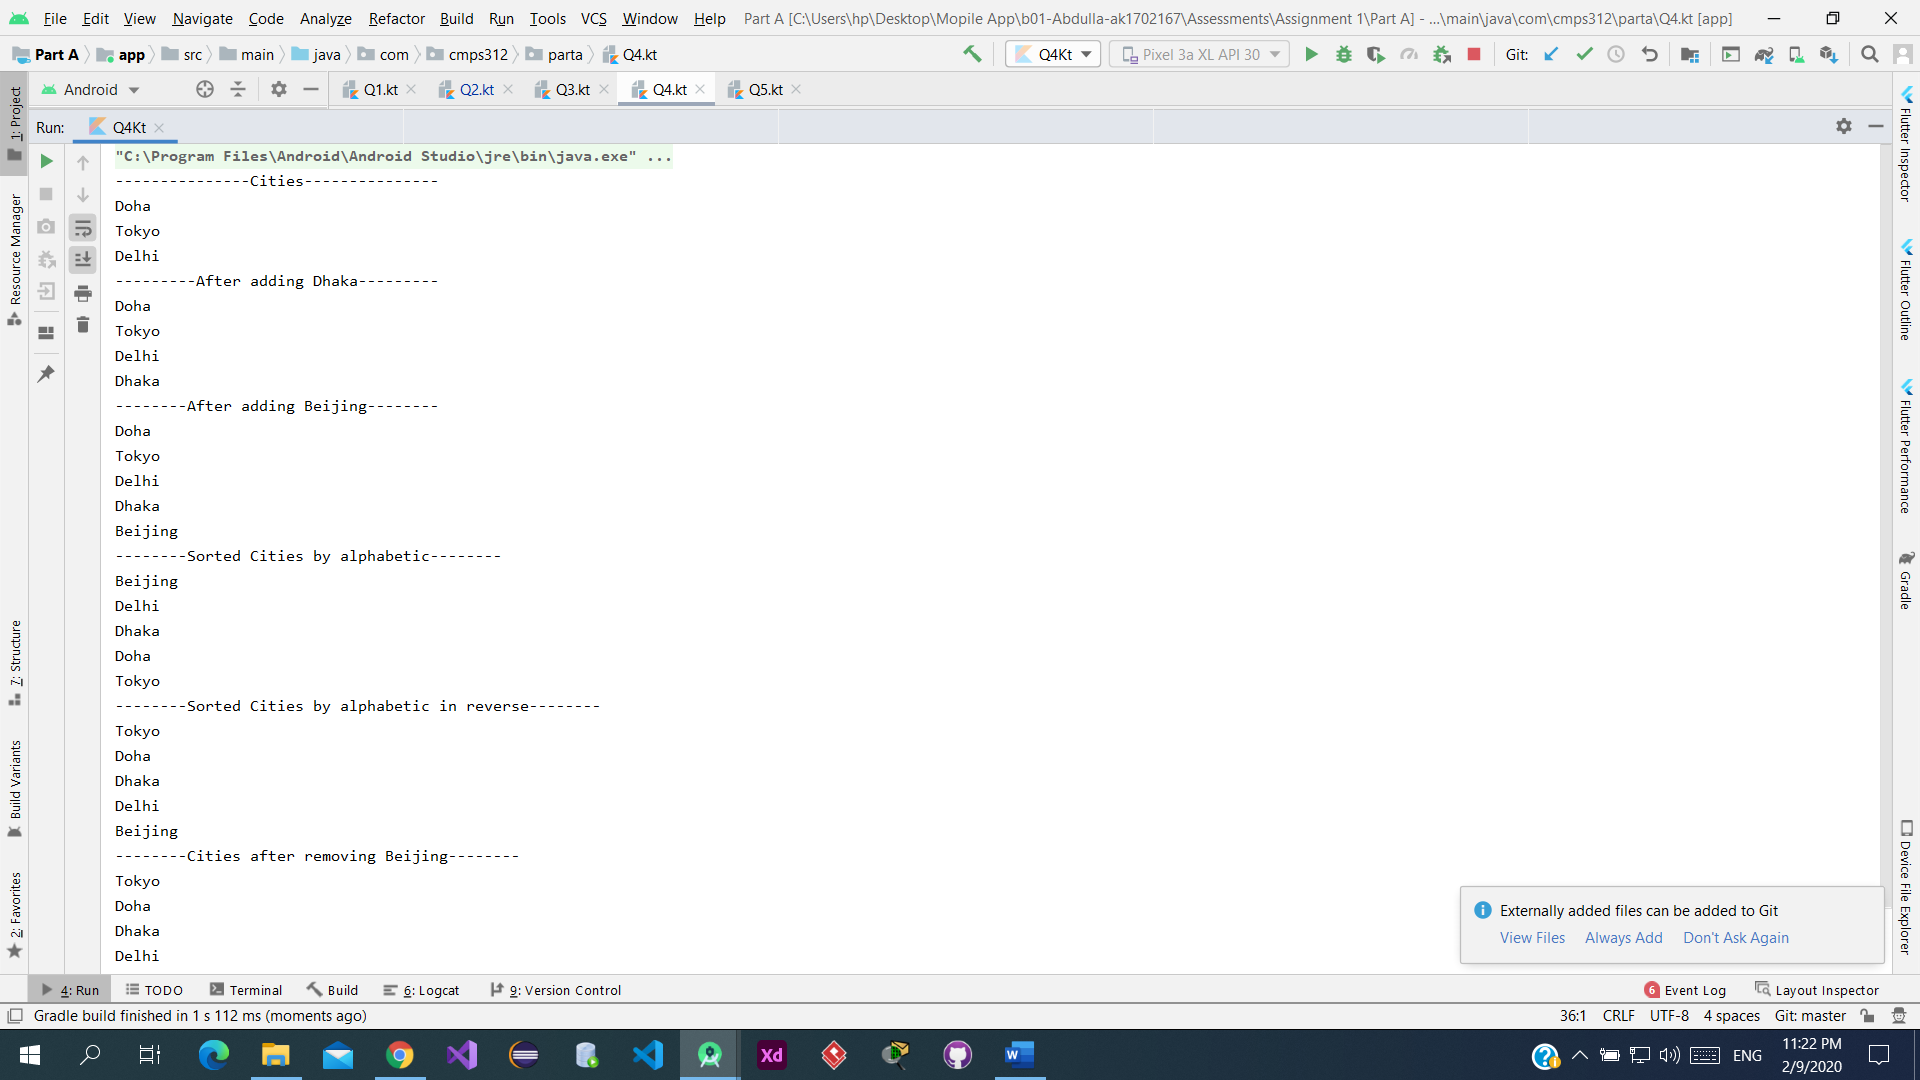 File Edit View Navigate Code Analyze Refactor Build Run Tools VCS Window Help Part A [C:\Users\hp\Desktop\Mopile App\b01-Abdulla-ak1702167\Assessments\Assignment 1\Part A] - ...\main\java\com\cmps312\parta\Q4.kt [app]
Part A app src main java com cmps312 parta Q4.kt Q4Kt Pixel 3a XL API 30 Git:
Android Q1.kt Q2.kt Q3.kt Q4.kt Q5.kt
Run: Q4Kt
"C:\Program Files\Android\Android Studio\jre\bin\java.exe" ...
---------------Cities---------------
Doha
Tokyo
Delhi
---------After adding Dhaka---------
Doha
Tokyo
Delhi
Dhaka
--------After adding Beijing--------
Doha
Tokyo
Delhi
Dhaka
Beijing
--------Sorted Cities by alphabetic--------
Beijing
Delhi
Dhaka
Doha
Tokyo
--------Sorted Cities by alphabetic in reverse--------
Tokyo
Doha
Dhaka
Delhi
Beijing
--------Cities after removing Beijing--------
Tokyo
Doha
Dhaka
Delhi
1: Project
Resource Manager
7: Structure
Build Variants
2: Favorites
Flutter Inspector
Flutter Outline
Flutter Performance
Gradle
Device File Explorer
Externally added files can be added to Git
View Files Always Add Don't Ask Again
4: Run TODO Terminal Build 6: Logcat 9: Version Control 6 Event Log Layout Inspector
Gradle build finished in 1 s 112 ms (moments ago) 36:1 CRLF UTF-8 4 spaces Git: master
Xd
W
ENG
11:22 PM
2/9/2020